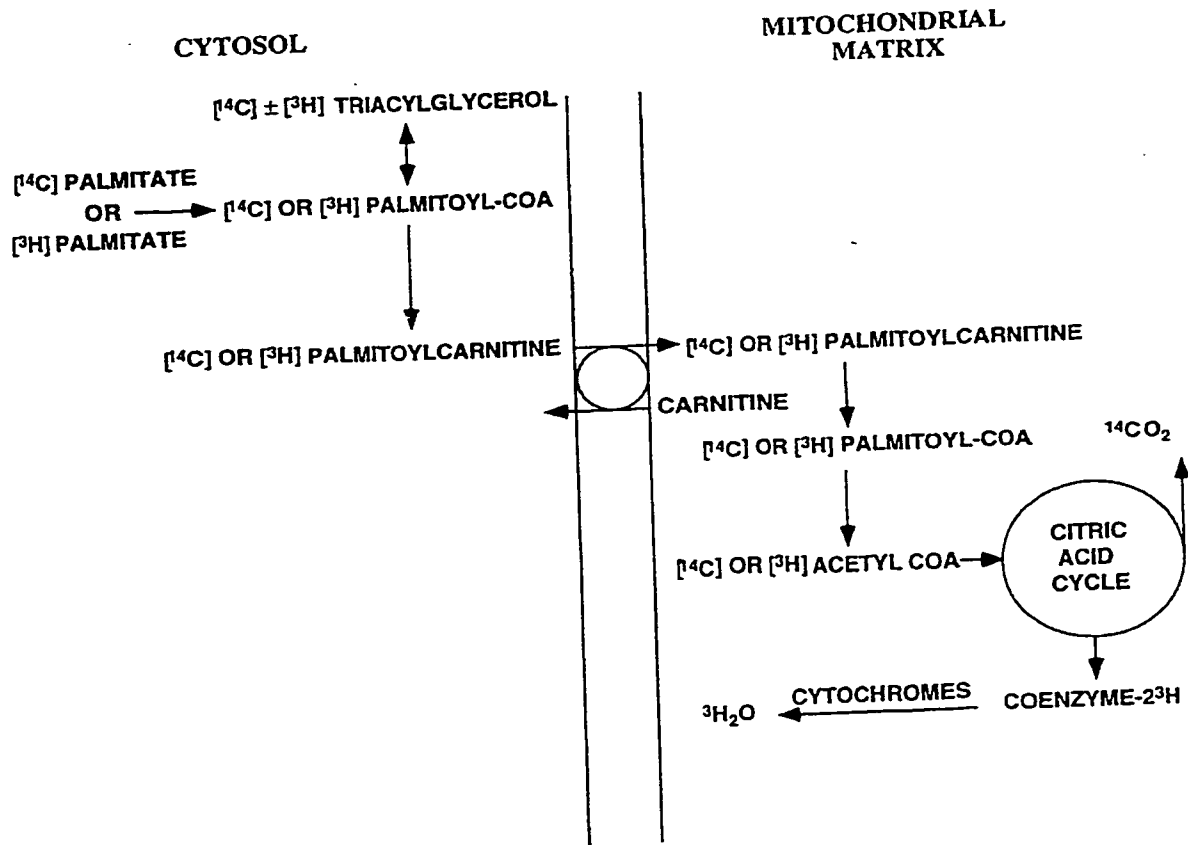 CYTOSOL
MITOCHONDRIAL
MATRIX
[¹⁴C] ± [³H] TRIACYLGLYCEROL
[¹⁴C] PALMITATE
OR
[³H] PALMITATE
[¹⁴C] OR [³H] PALMITOYL-COA
[¹⁴C] OR [³H] PALMITOYLCARNITINE
[¹⁴C] OR [³H] PALMITOYLCARNITINE
CARNITINE
[¹⁴C] OR [³H] PALMITOYL-COA
¹⁴CO₂
[¹⁴C] OR [³H] ACETYL COA
CITRIC
ACID
CYCLE
COENZYME-2³H
CYTOCHROMES
³H₂O